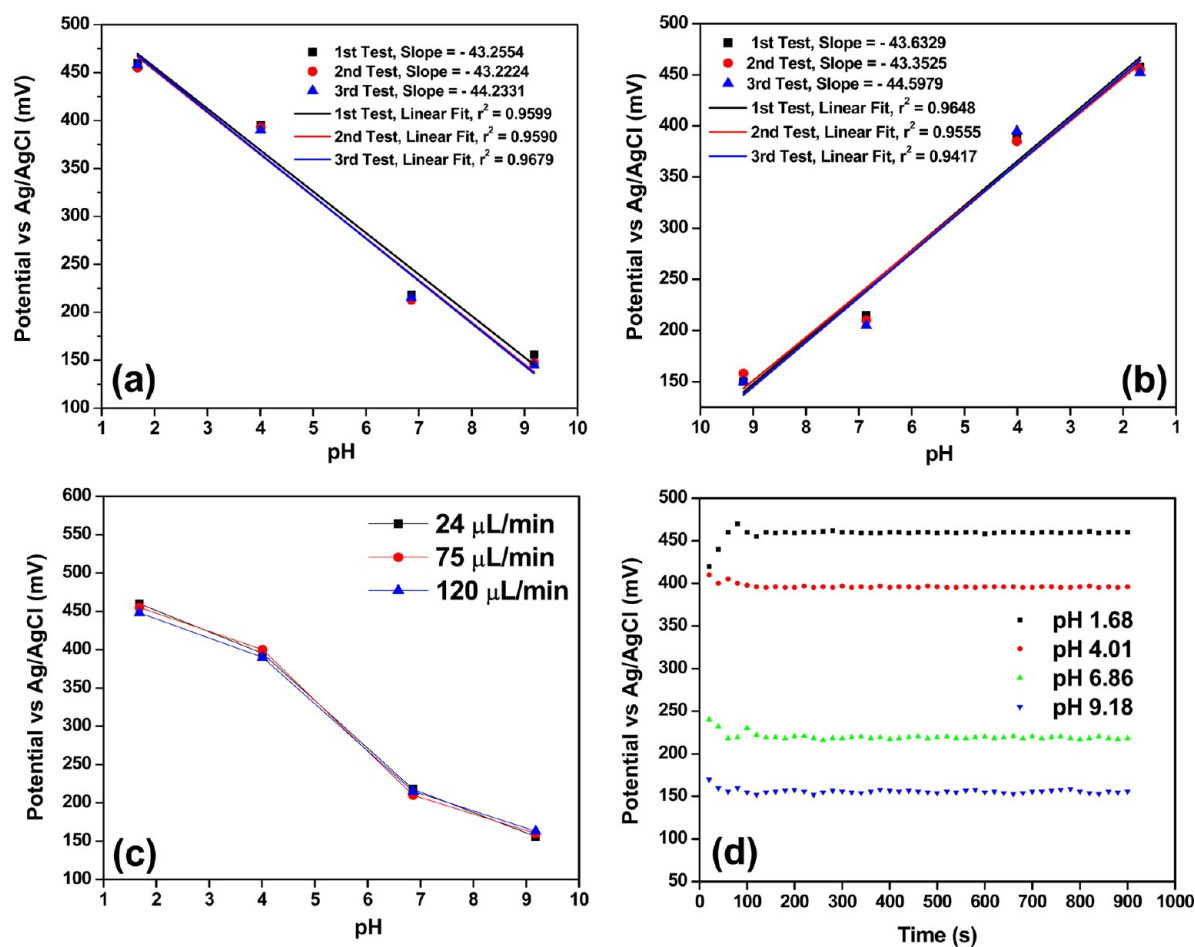 500
450
400
350
300
250
200
150
100
Potential vs Ag/AgCl (mV)
1st Test, Slope = - 43.2554
2nd Test, Slope = - 43.2224
3rd Test, Slope = - 44.2331
1st Test, Linear Fit, r² = 0.9599
2nd Test, Linear Fit, r² = 0.9590
3rd Test, Linear Fit, r² = 0.9679
(a)
1 2 3 4 5 6 7 8 9 10
pH
500
450
400
350
300
250
200
150
Potential vs Ag/AgCl (mV)
1st Test, Slope = - 43.6329
2nd Test, Slope = - 43.3525
3rd Test, Slope = - 44.5979
1st Test, Linear Fit, r² = 0.9648
2nd Test, Linear Fit, r² = 0.9555
3rd Test, Linear Fit, r² = 0.9417
(b)
10 9 8 7 6 5 4 3 2 1
pH
600
550
500
450
400
350
300
250
200
150
100
Potential vs Ag/AgCl (mV)
24 μL/min
75 μL/min
120 μL/min
(c)
1 2 3 4 5 6 7 8 9 10
pH
500
450
400
350
300
250
200
150
100
50
Potential vs Ag/AgCl (mV)
pH 1.68
pH 4.01
pH 6.86
pH 9.18
(d)
0 100 200 300 400 500 600 700 800 900 1000
Time (s)